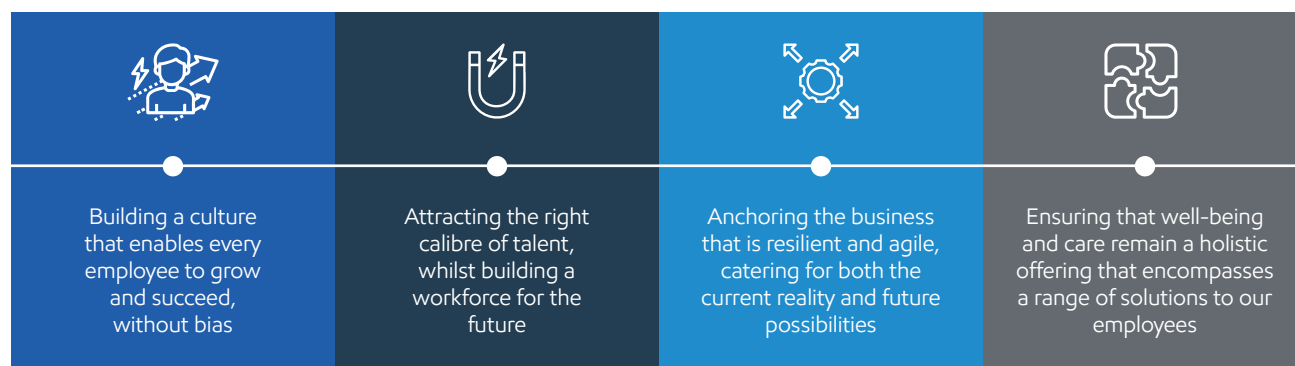 Building a culture
that enables every
employee to grow
and succeed,
without bias
Attracting the right
calibre of talent,
whilst building a
workforce for the
future
Anchoring the business
that is resilient and agile,
catering for both the
current reality and future
possibilities
Ensuring that well-being
and care remain a holistic
offering that encompasses
a range of solutions to our
employees